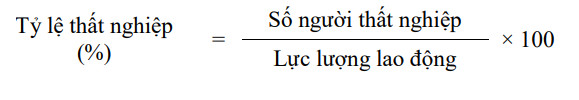 Tỷ lệ thất nghiệp
(%)
=
Số người thất nghiệp
Lực lượng lao động
× 100